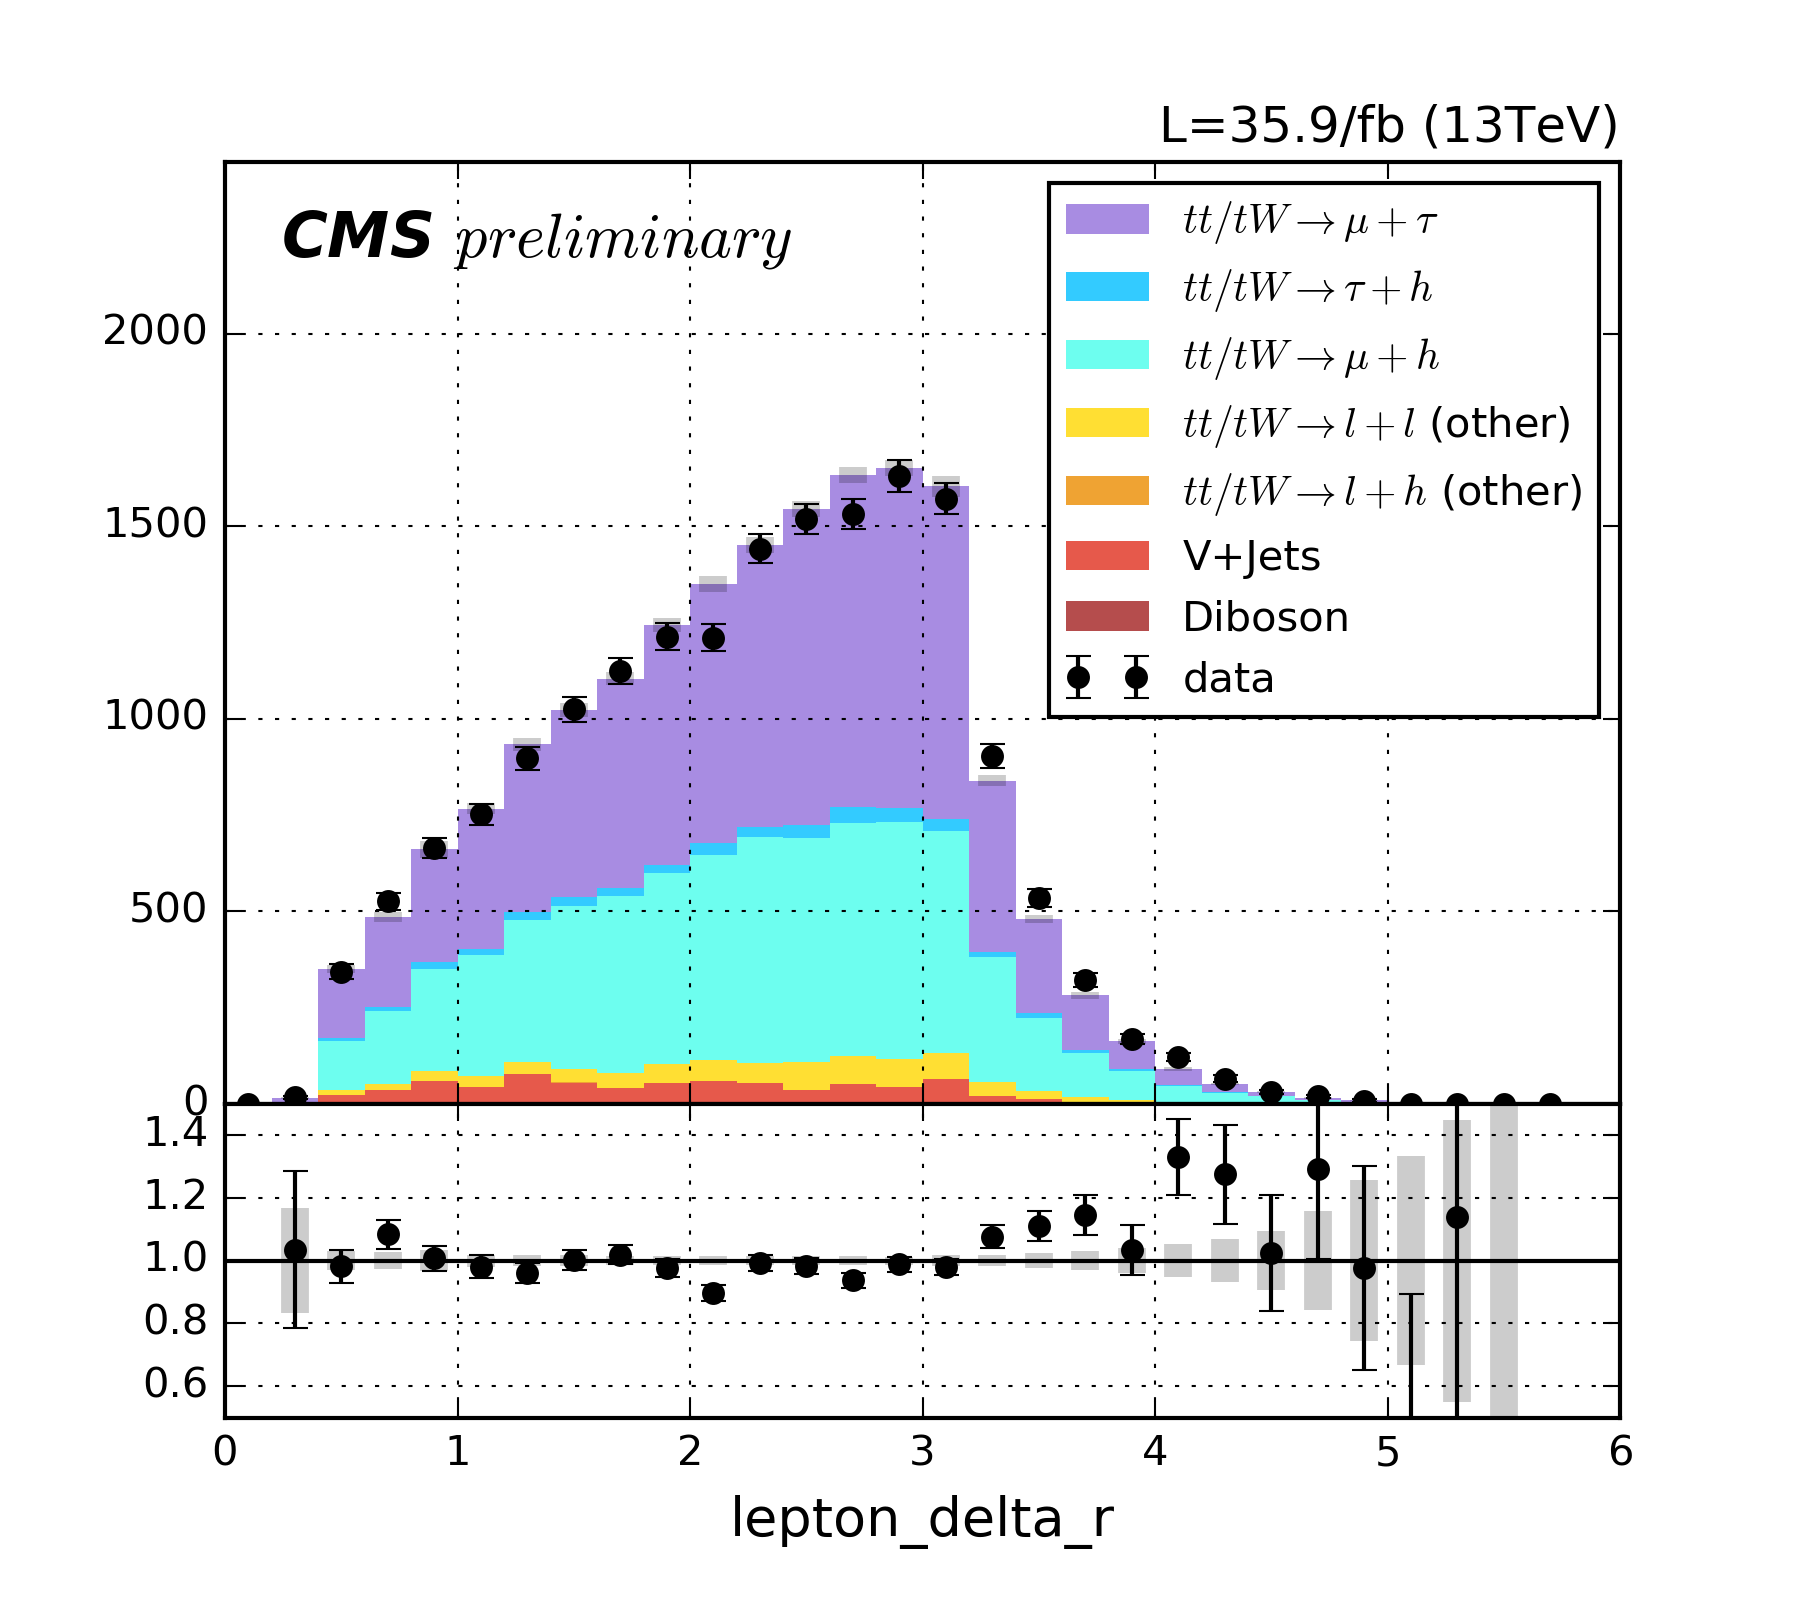 L=35.9/fb (13TeV)
CMS preliminary
tt/tW → μ + τ
tt/tW → τ + h
tt/tW → μ + h
tt/tW → l + l (other)
tt/tW → l + h (other)
V+Jets
Diboson
data
2000
1500
1000
500
0
1.4
1.2
1.0
0.8
0.6
0 1 2 3 4 5 6
lepton_delta_r